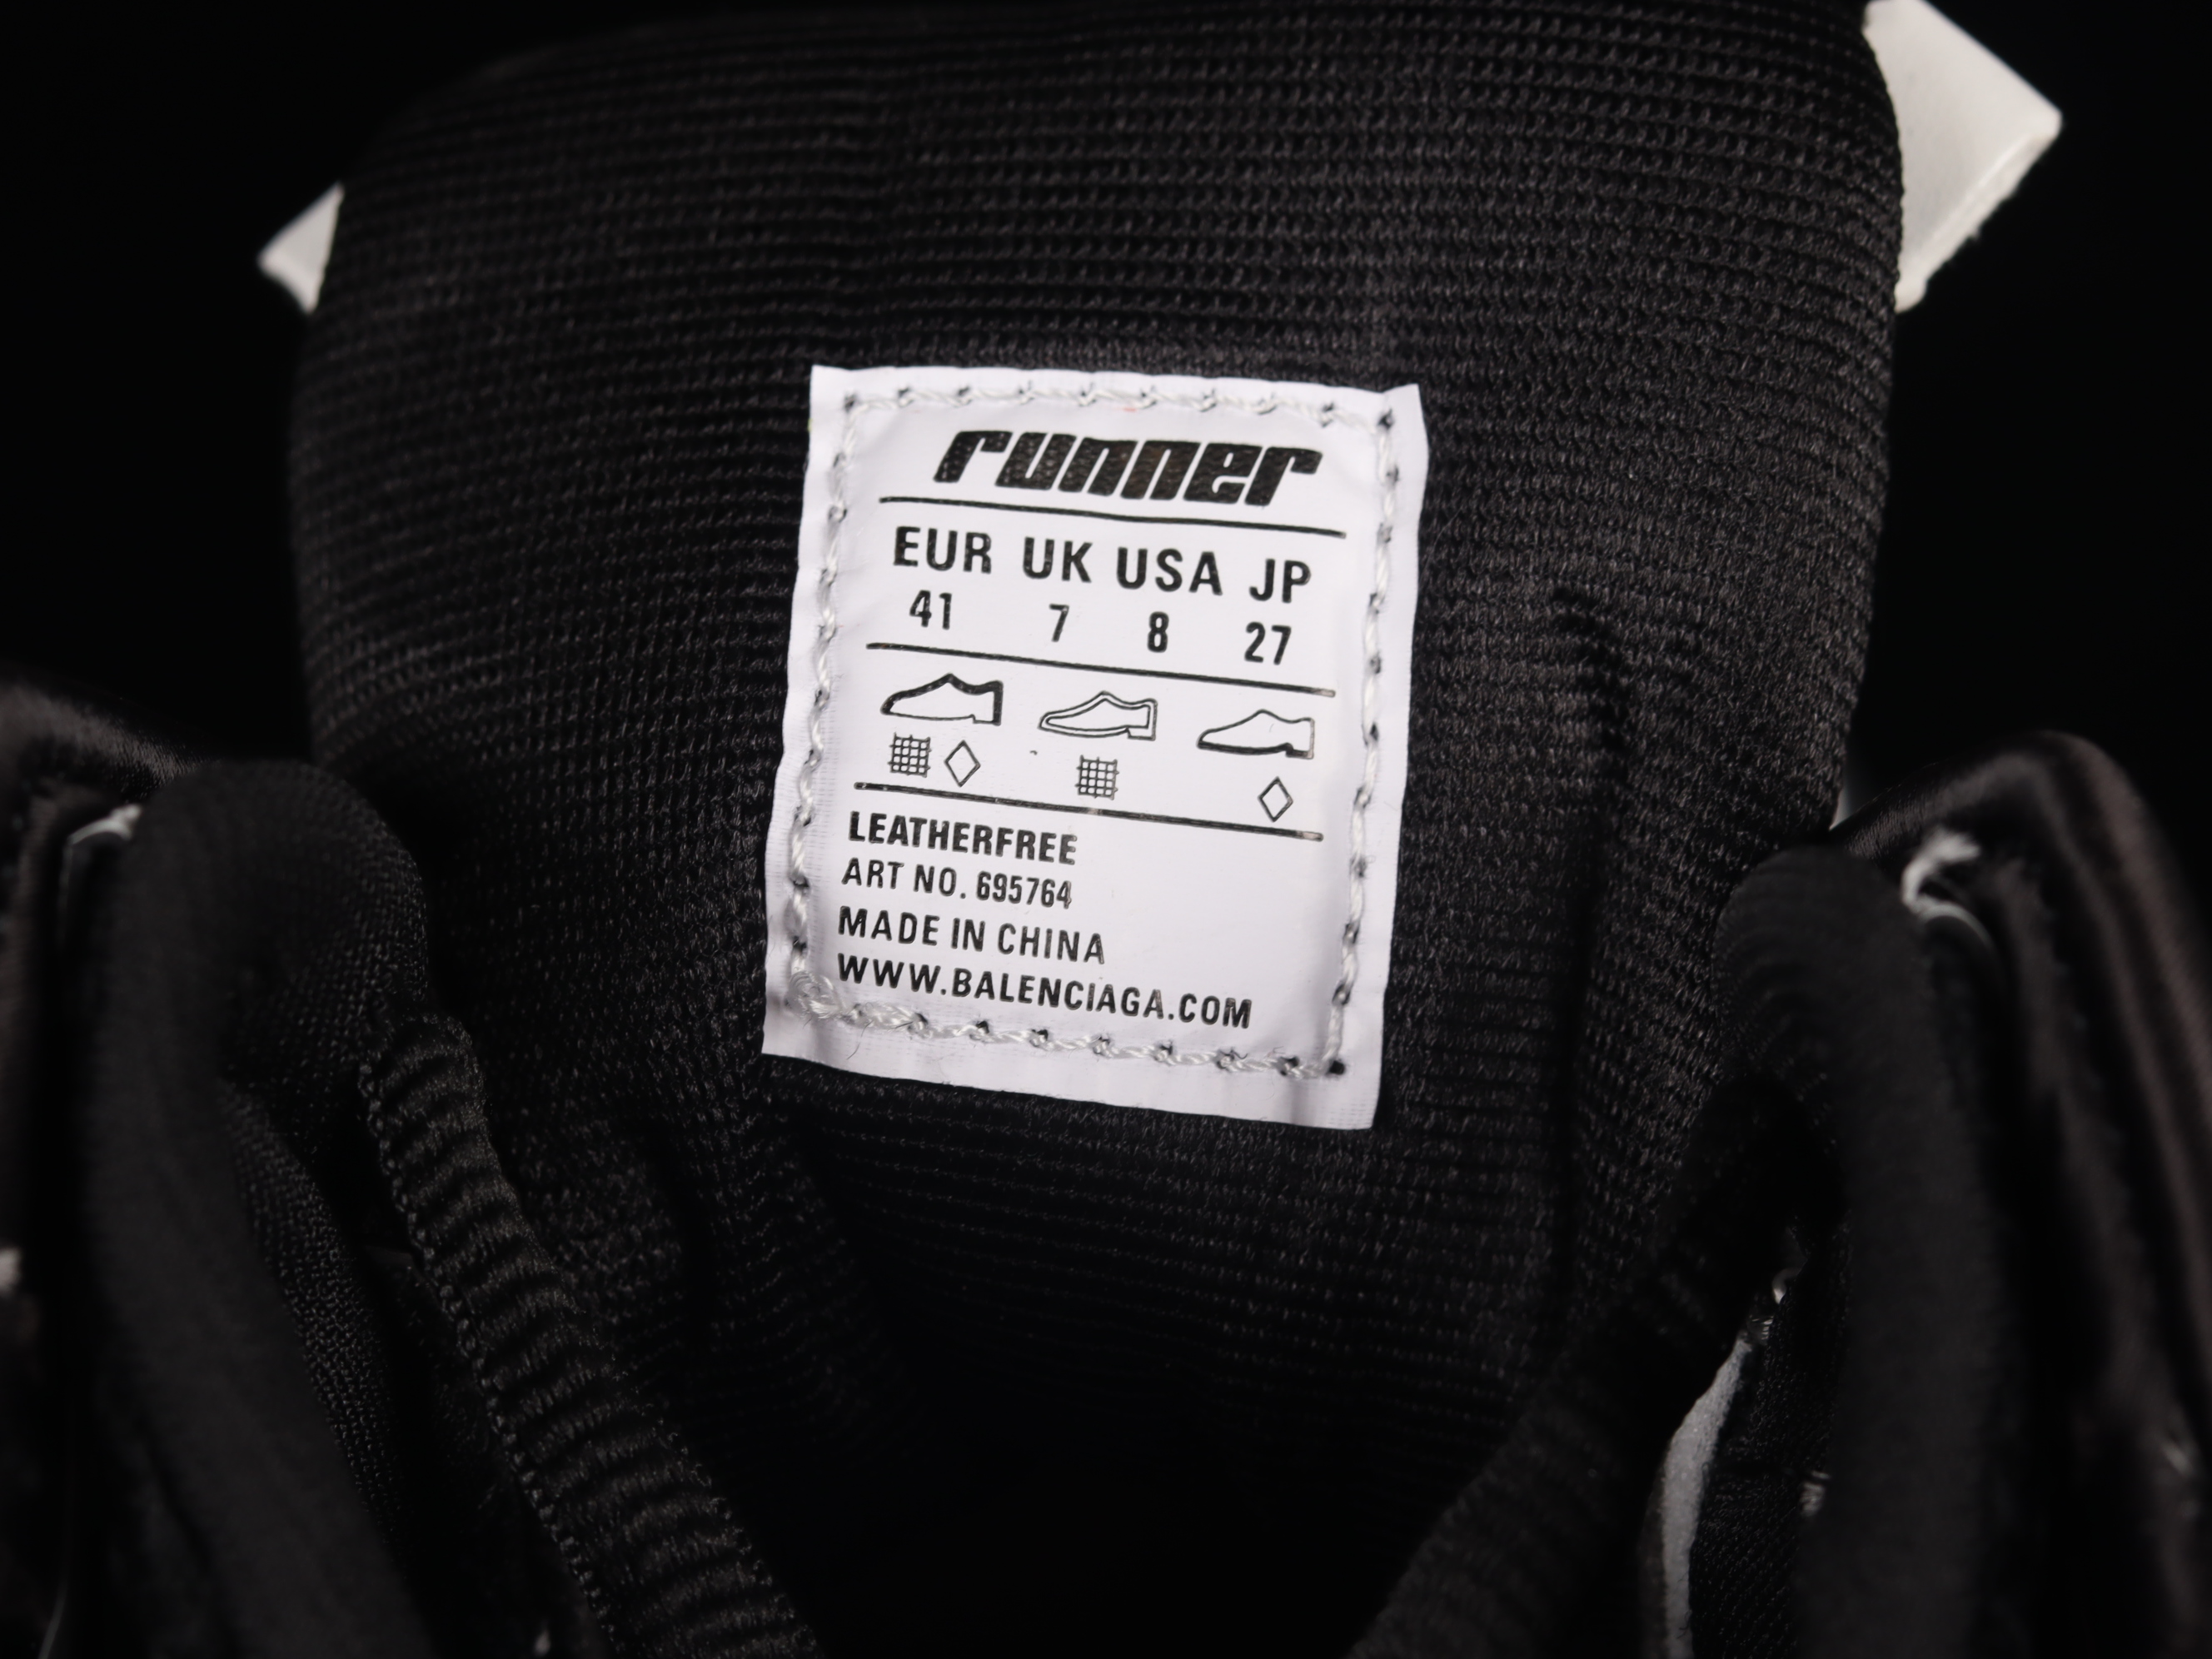 runner
EUR UK USA JP
41 7 8 27
LEATHERFREE
ART NO. 695764
MADE IN CHINA
WWW.BALENCIAGA.COM